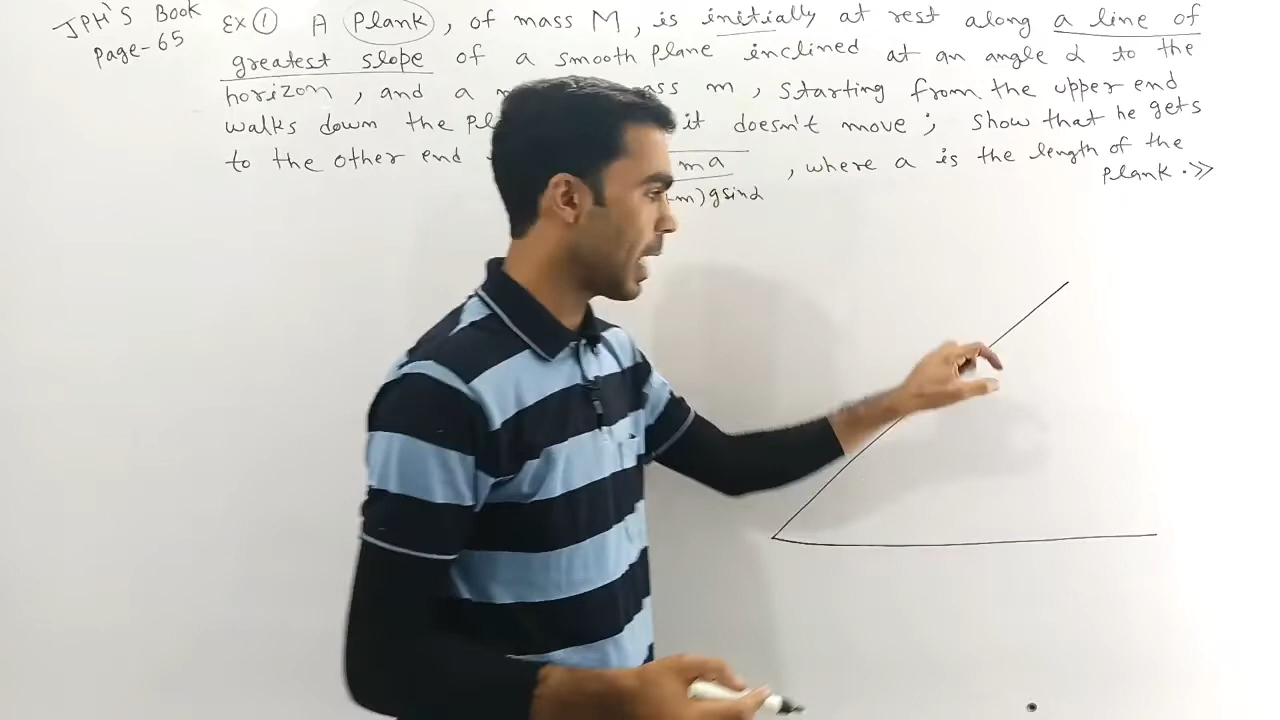 JPH'S Book
Page-65
Ex ① A Plank, of mass M, is initially at rest along a line of
greatest slope of a smooth plane inclined at an angle α to the
horizon, and a ass m, starting from the upper end
walks down the pl it doesn't move; show that he gets
to the other end ma, where a is the length of the
m) g sinα plank.>>